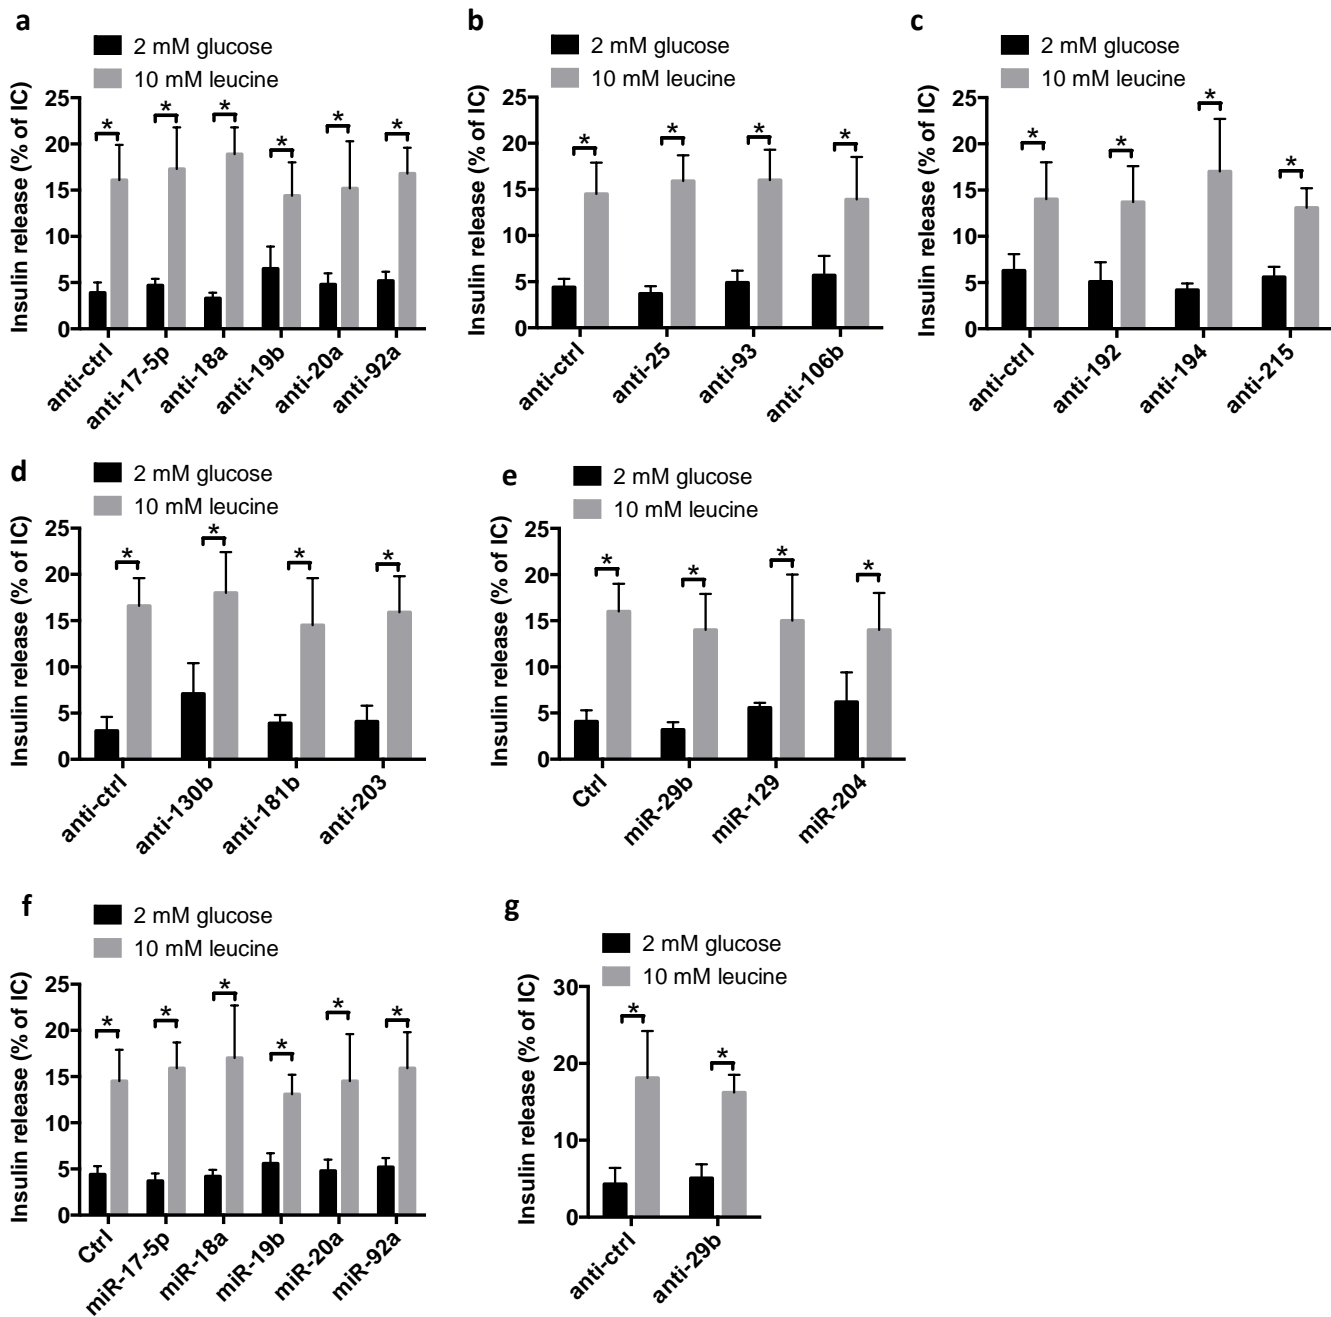 a
2 mM glucose
10 mM leucine
Insulin release (% of IC)
25
20
15
10
5
0
*
*
*
*
*
*
anti-ctrl
anti-17-5p
anti-18a
anti-19b
anti-20a
anti-92a
b
2 mM glucose
10 mM leucine
Insulin release (% of IC)
25
20
15
10
5
0
*
*
*
*
anti-ctrl
anti-25
anti-93
anti-106b
c
2 mM glucose
10 mM leucine
Insulin release (% of IC)
25
20
15
10
5
0
*
*
*
*
anti-ctrl
anti-192
anti-194
anti-215
d
2 mM glucose
10 mM leucine
Insulin release (% of IC)
25
20
15
10
5
0
*
*
*
*
anti-ctrl
anti-130b
anti-181b
anti-203
e
2 mM glucose
10 mM leucine
Insulin release (% of IC)
25
20
15
10
5
0
*
*
*
*
Ctrl
miR-29b
miR-129
miR-204
f
2 mM glucose
10 mM leucine
Insulin release (% of IC)
25
20
15
10
5
0
*
*
*
*
*
*
Ctrl
miR-17-5p
miR-18a
miR-19b
miR-20a
miR-92a
g
2 mM glucose
10 mM leucine
Insulin release (% of IC)
30
20
10
0
*
*
anti-ctrl
anti-29b